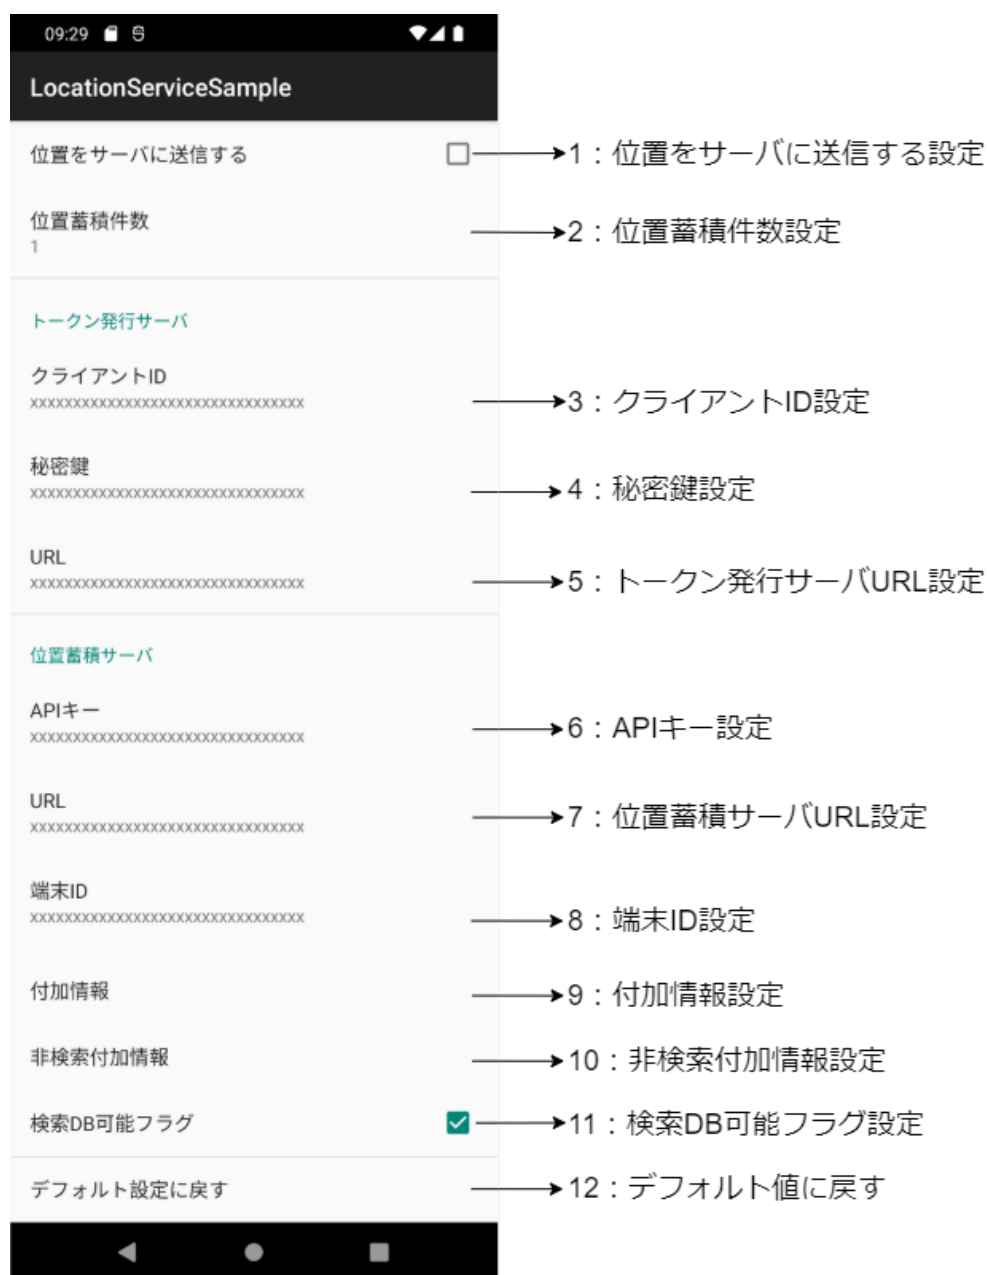 09:29
LocationServiceSample
位置をサーバに送信する
1：位置をサーバに送信する設定
位置蓄積件数
1
2：位置蓄積件数設定
トークン発行サーバ
クライアントID
xxxxxxxxxxxxxxxxxxxxxxxxxxxxxxxx
3：クライアントID設定
秘密鍵
xxxxxxxxxxxxxxxxxxxxxxxxxxxxxxxx
4：秘密鍵設定
URL
xxxxxxxxxxxxxxxxxxxxxxxxxxxxxxxx
5：トークン発行サーバURL設定
位置蓄積サーバ
APIキー
xxxxxxxxxxxxxxxxxxxxxxxxxxxxxxxx
6：APIキー設定
URL
xxxxxxxxxxxxxxxxxxxxxxxxxxxxxxxx
7：位置蓄積サーバURL設定
端末ID
xxxxxxxxxxxxxxxxxxxxxxxxxxxxxxxx
8：端末ID設定
付加情報
9：付加情報設定
非検索付加情報
10：非検索付加情報設定
検索DB可能フラグ
11：検索DB可能フラグ設定
デフォルト設定に戻す
12：デフォルト値に戻す